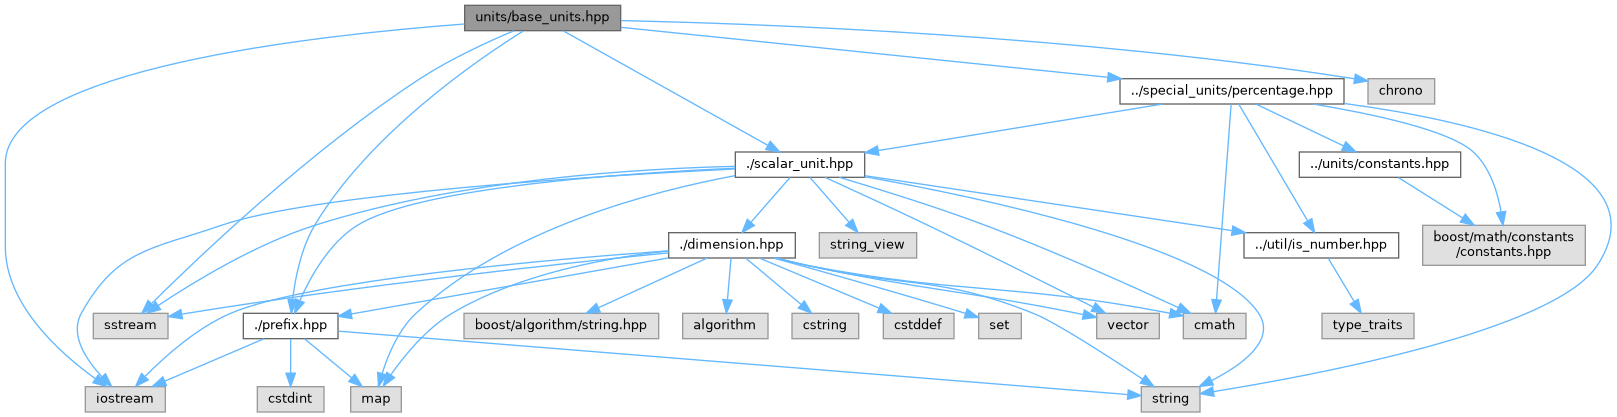 units/base_units.hpp
../special_units/percentage.hpp
chrono
./scalar_unit.hpp
../units/constants.hpp
./dimension.hpp
string_view
../util/is_number.hpp
boost/math/constants
/constants.hpp
sstream
./prefix.hpp
boost/algorithm/string.hpp
algorithm
cstring
cstddef
set
vector
cmath
type_traits
iostream
cstdint
map
string